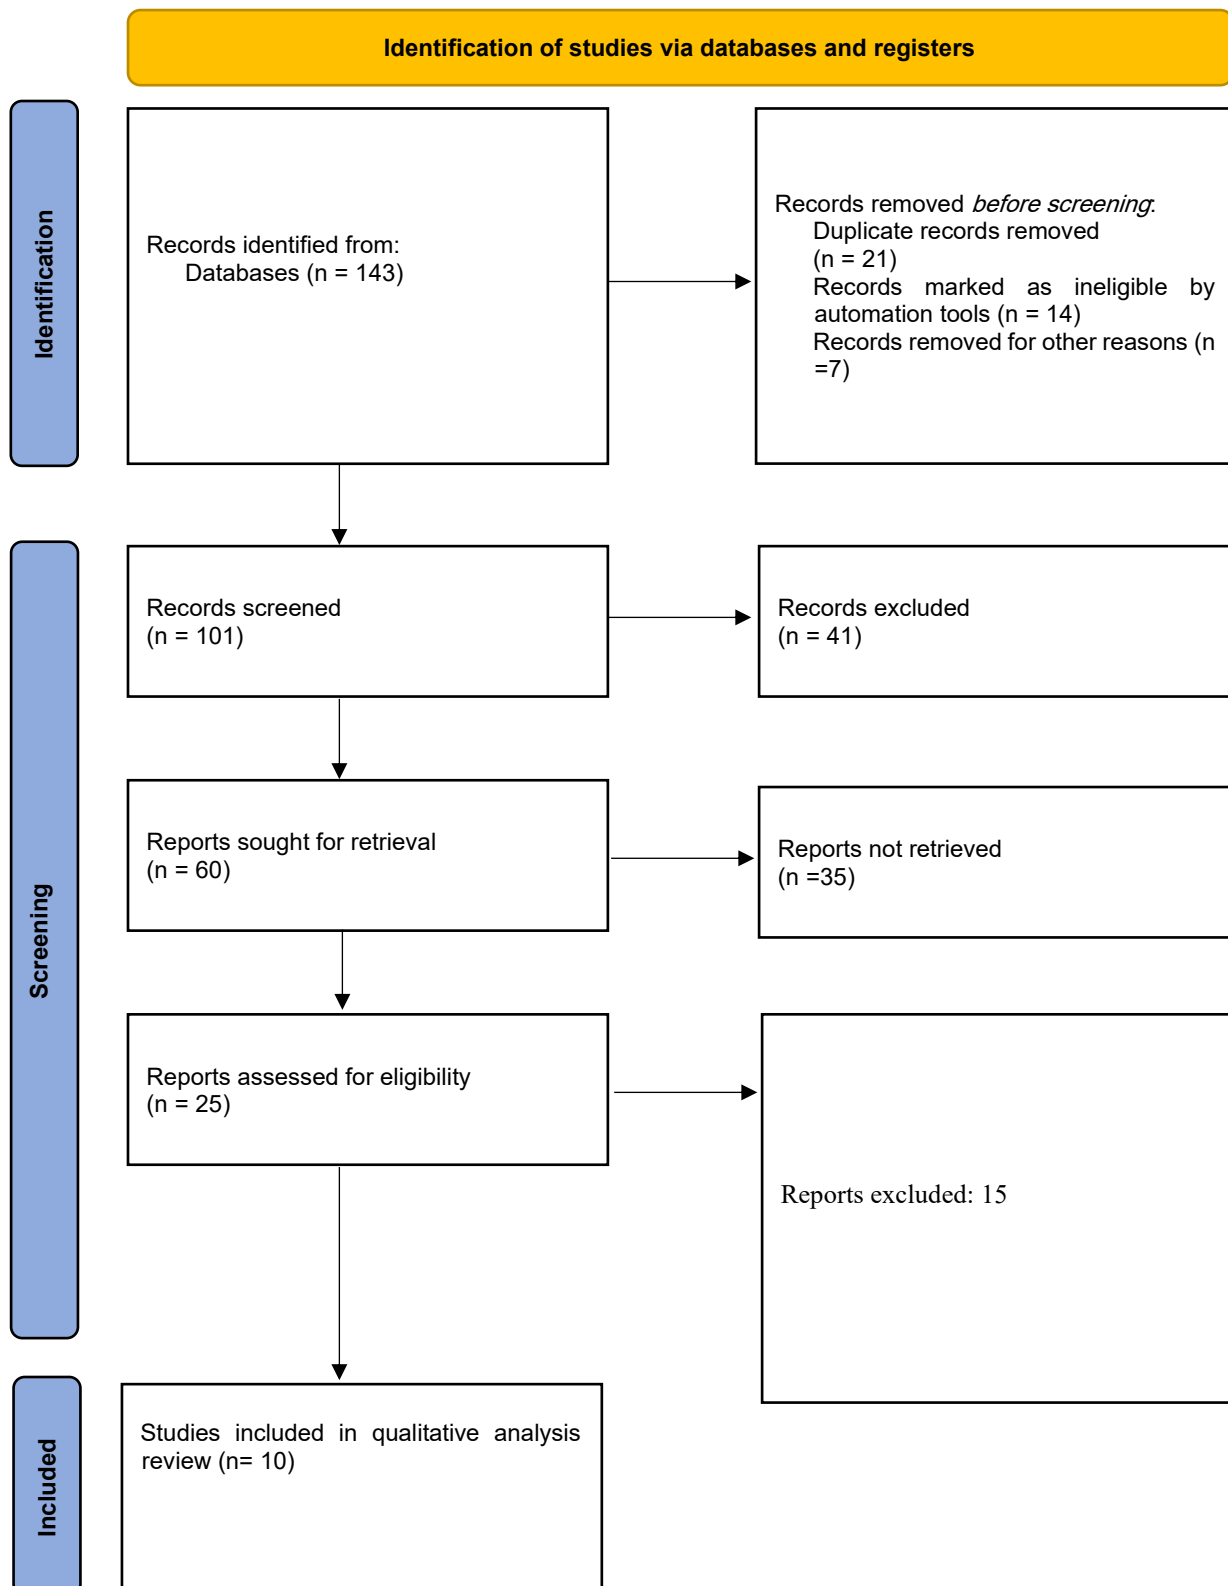 Identification of studies via databases and registers
Identification
Records identified from:
Databases (n = 143)
Records removed before screening:
Duplicate records removed
(n = 21)
Records marked as ineligible by
automation tools (n = 14)
Records removed for other reasons (n
=7)
Screening
Records screened
(n = 101)
Records excluded
(n = 41)
Reports sought for retrieval
(n = 60)
Reports not retrieved
(n =35)
Reports assessed for eligibility
(n = 25)
Reports excluded: 15
Included
Studies included in qualitative analysis
review (n= 10)